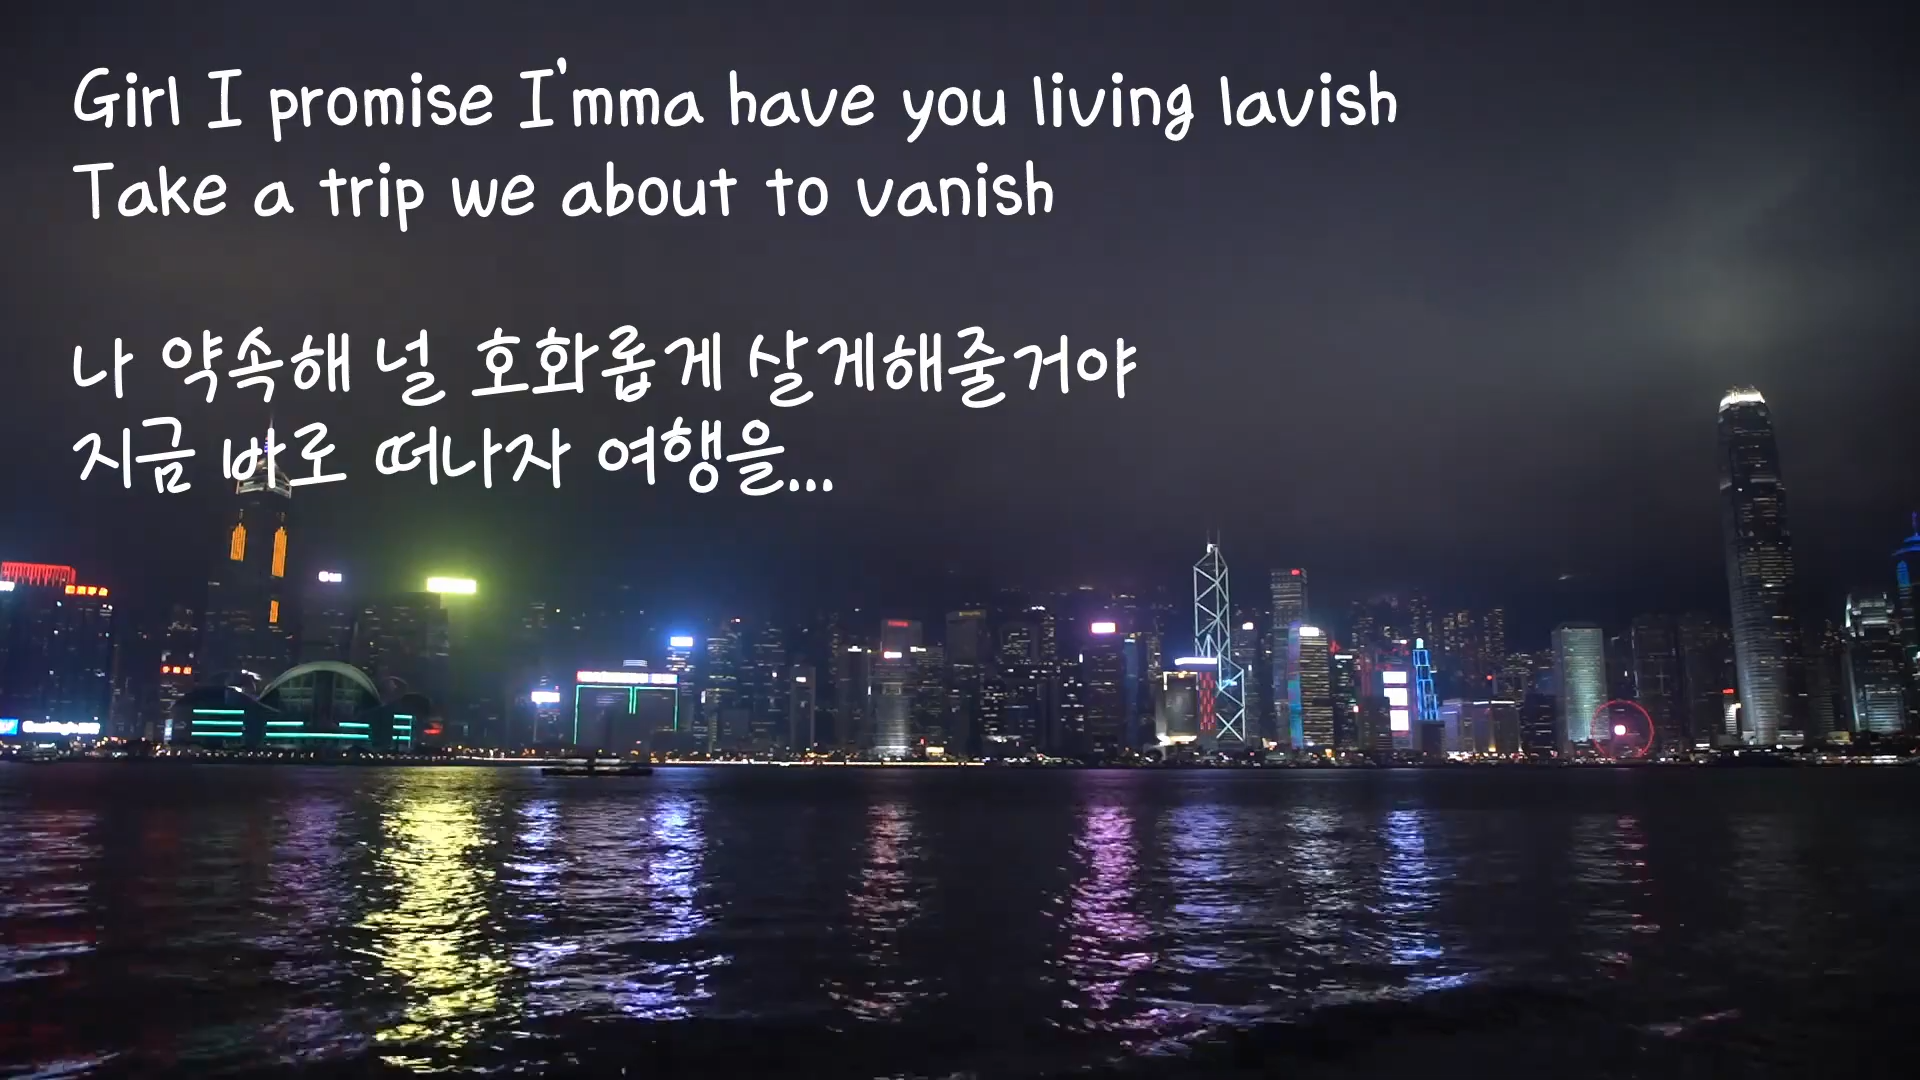 Girl I promise I'mma have you living lavish
Take a trip we about to vanish
나 약속해 널 호화롭게 살게해줄거야
지금 바로 떠나자 여행을...